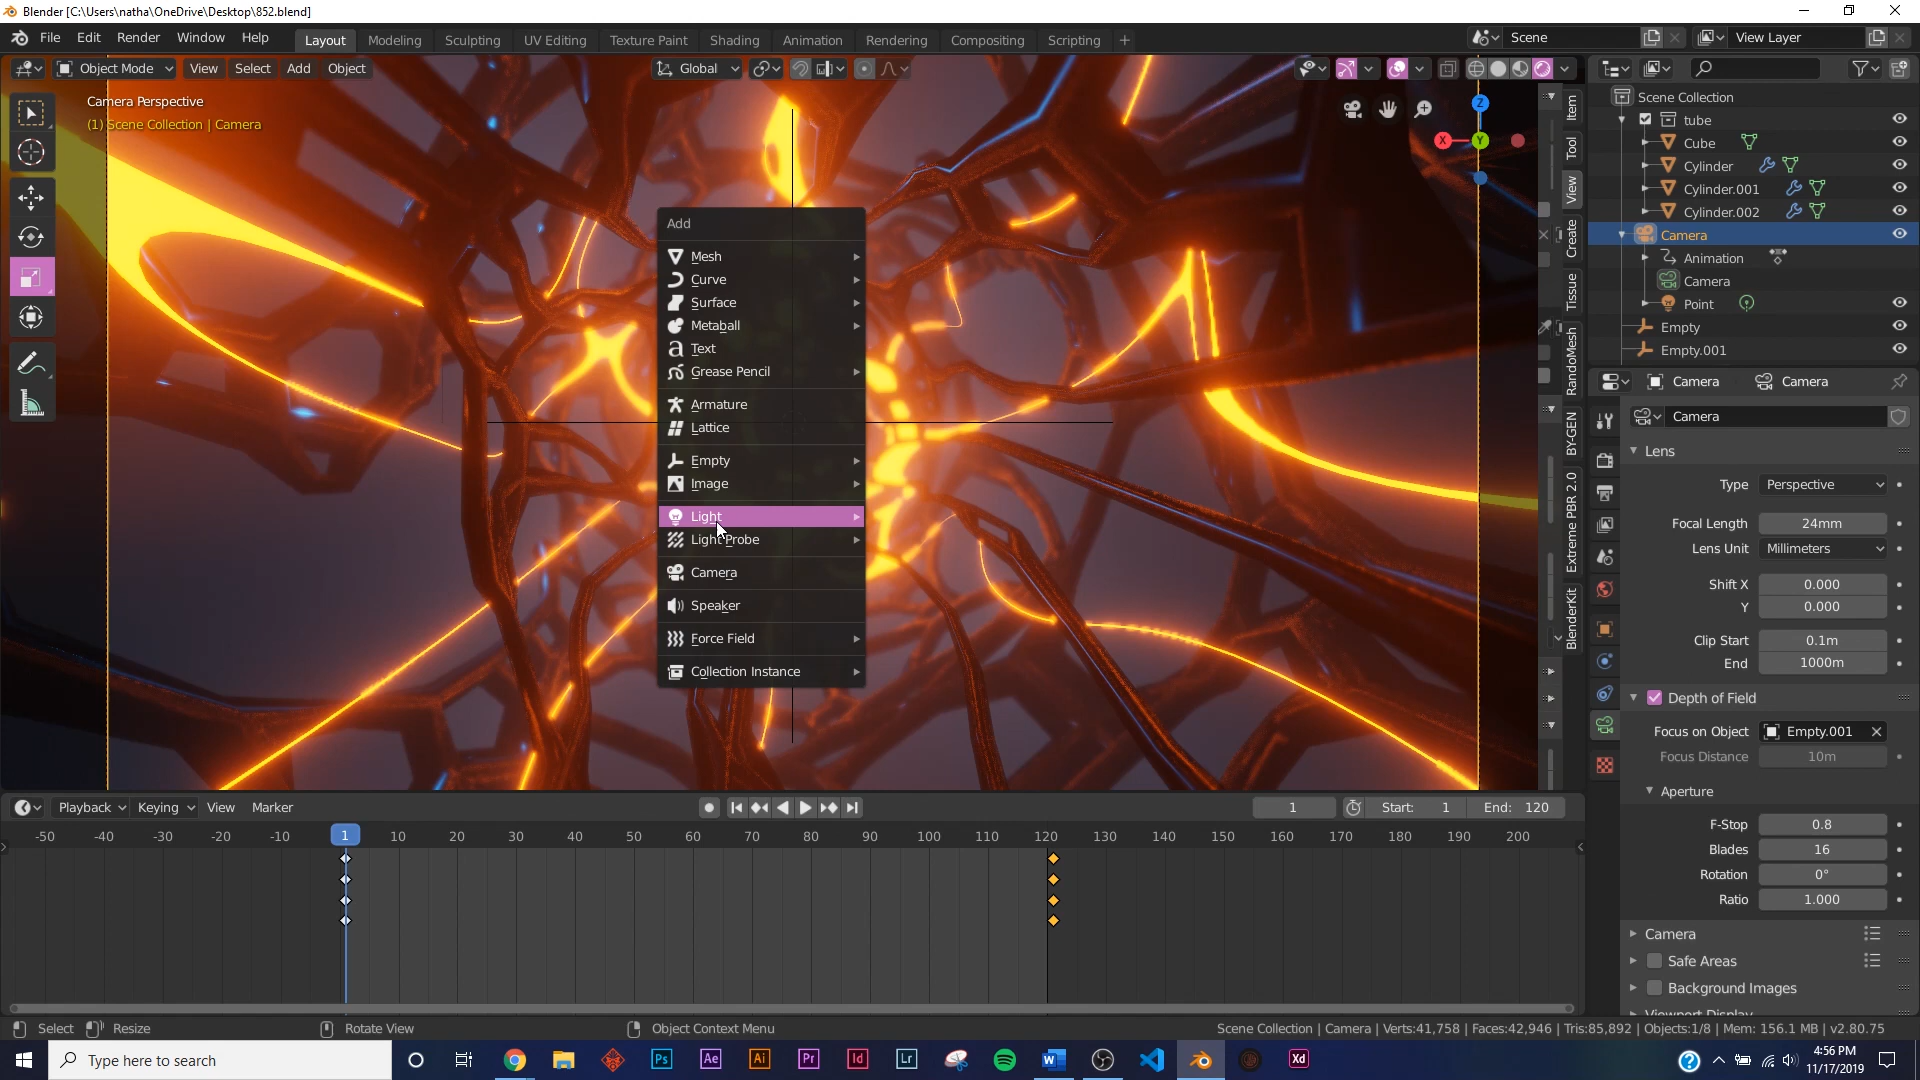 Blender [C:\Users\natha\OneDrive\Desktop\852.blend]
File Edit Render Window Help
Layout Modeling Sculpting UV Editing Texture Paint Shading Animation Rendering Compositing Scripting +
Scene
View Layer
Object Mode View Select Add Object
Global
Camera Perspective
(1) Scene Collection | Camera
Z
X
Y
Item
Tool
View
Create
Tissue
RandoMesh
BY-GEN
Extreme PBR 2.0
BlenderKit
Add
Mesh
Curve
Surface
Metaball
Text
Grease Pencil
Armature
Lattice
Empty
Image
Light
Light Probe
Camera
Speaker
Force Field
Collection Instance
Scene Collection
tube
Cube
Cylinder
Cylinder.001
Cylinder.002
Camera
Animation
Camera
Point
Empty
Empty.001
Camera Camera
Camera
Lens
Type Perspective
Focal Length 24mm
Lens Unit Millimeters
Shift X 0.000
Y 0.000
Clip Start 0.1m
End 1000m
Depth of Field
Focus on Object Empty.001
Focus Distance 10m
Aperture
F-Stop 0.8
Blades 16
Rotation 0°
Ratio 1.000
Camera
Safe Areas
Background Images
Viewport Display
Playback Keying View Marker
1 Start: 1 End: 120
-50 -40 -30 -20 -10 1 10 20 30 40 50 60 70 80 90 100 110 120 130 140 150 160 170 180 190 200
Select Resize Rotate View Object Context Menu
Scene Collection | Camera | Verts:41,758 | Faces:42,946 | Tris:85,892 | Objects:1/8 | Mem: 156.1 MB | v2.80.75
Type here to search
Ps Ae Ai Pr Id Lr W Xd
4:56 PM
11/17/2019